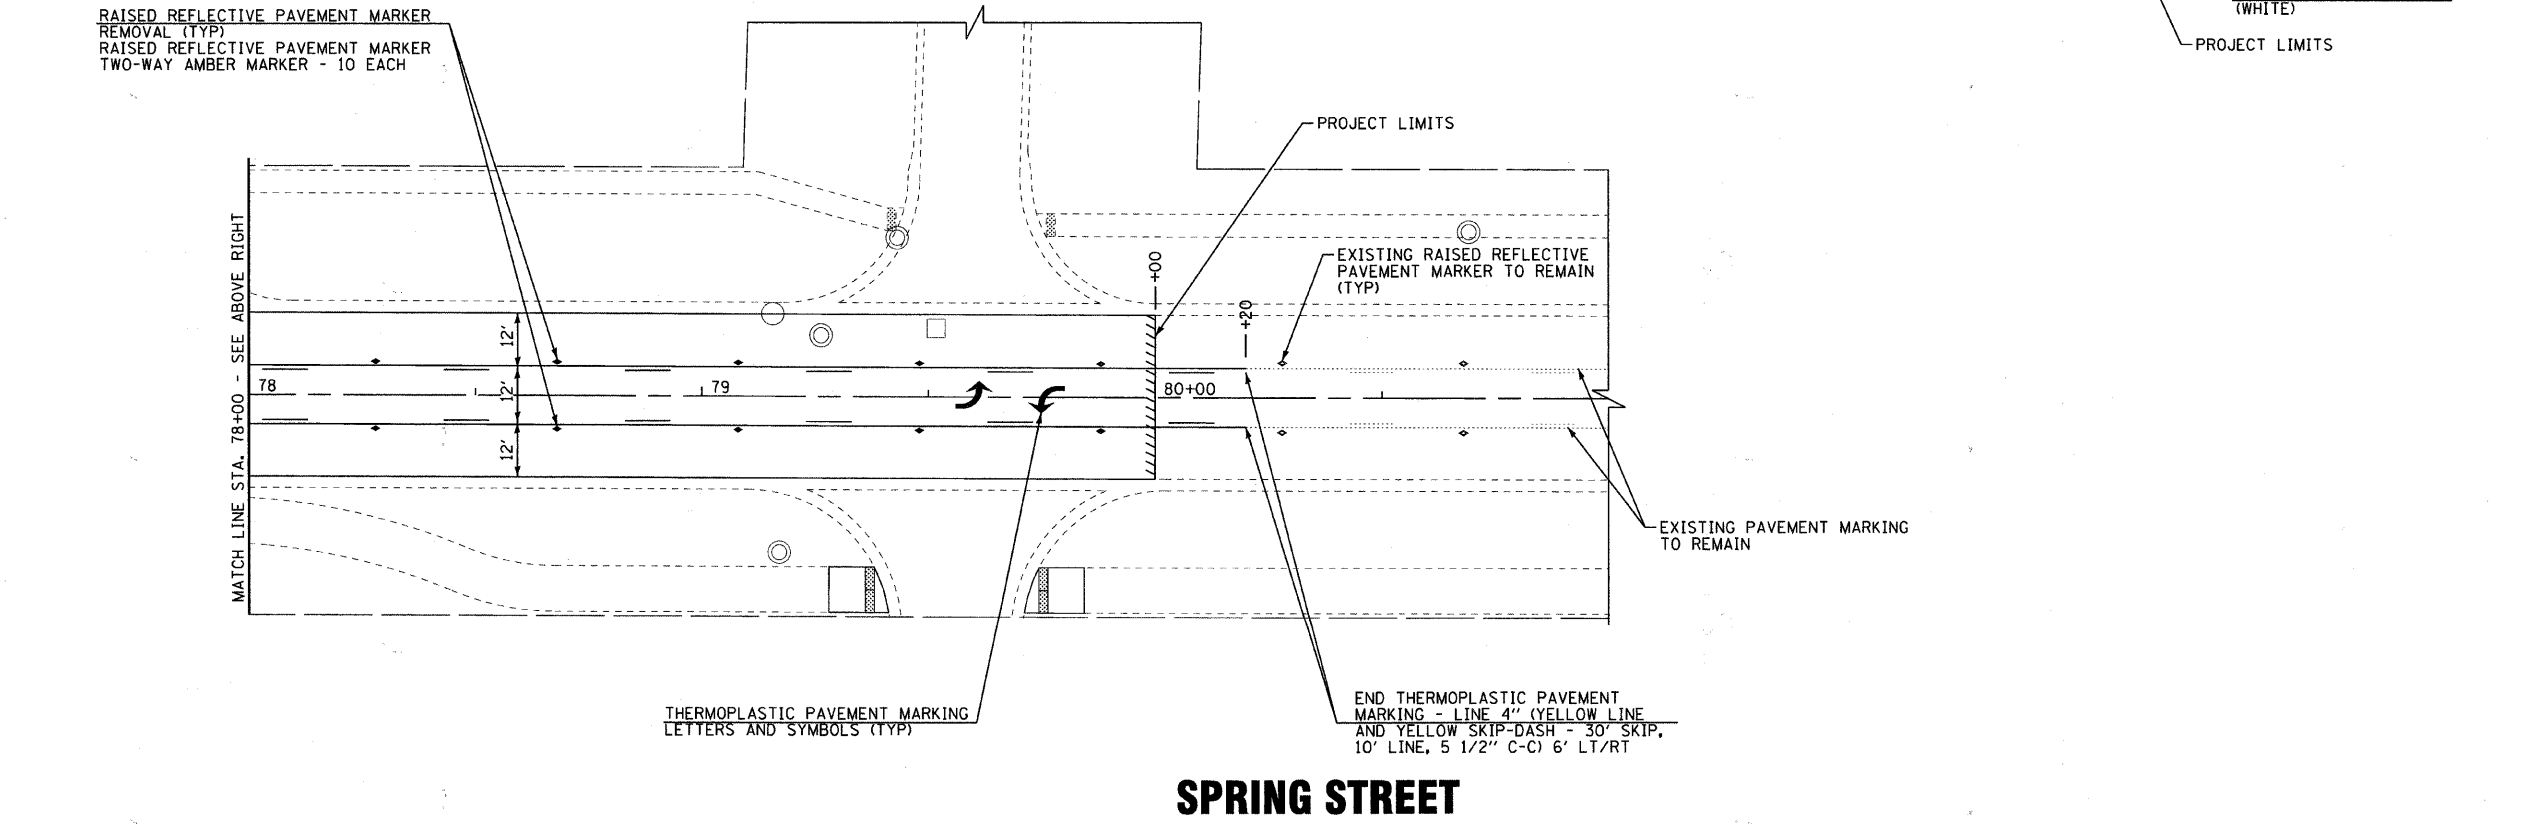 RAISED REFLECTIVE PAVEMENT MARKER
REMOVAL (TYP)
RAISED REFLECTIVE PAVEMENT MARKER
TWO-WAY AMBER MARKER - 10 EACH
(WHITE)
PROJECT LIMITS
PROJECT LIMITS
MATCH LINE STA. 78+00 - SEE ABOVE RIGHT
+00
+20
EXISTING RAISED REFLECTIVE
PAVEMENT MARKER TO REMAIN
(TYP)
12'
12'
12'
78
79
80+00
EXISTING PAVEMENT MARKING
TO REMAIN
THERMOPLASTIC PAVEMENT MARKING
LETTERS AND SYMBOLS (TYP)
END THERMOPLASTIC PAVEMENT
MARKING - LINE 4" (YELLOW LINE
AND YELLOW SKIP-DASH - 30' SKIP,
10' LINE, 5 1/2" C-C) 6' LT/RT
SPRING STREET